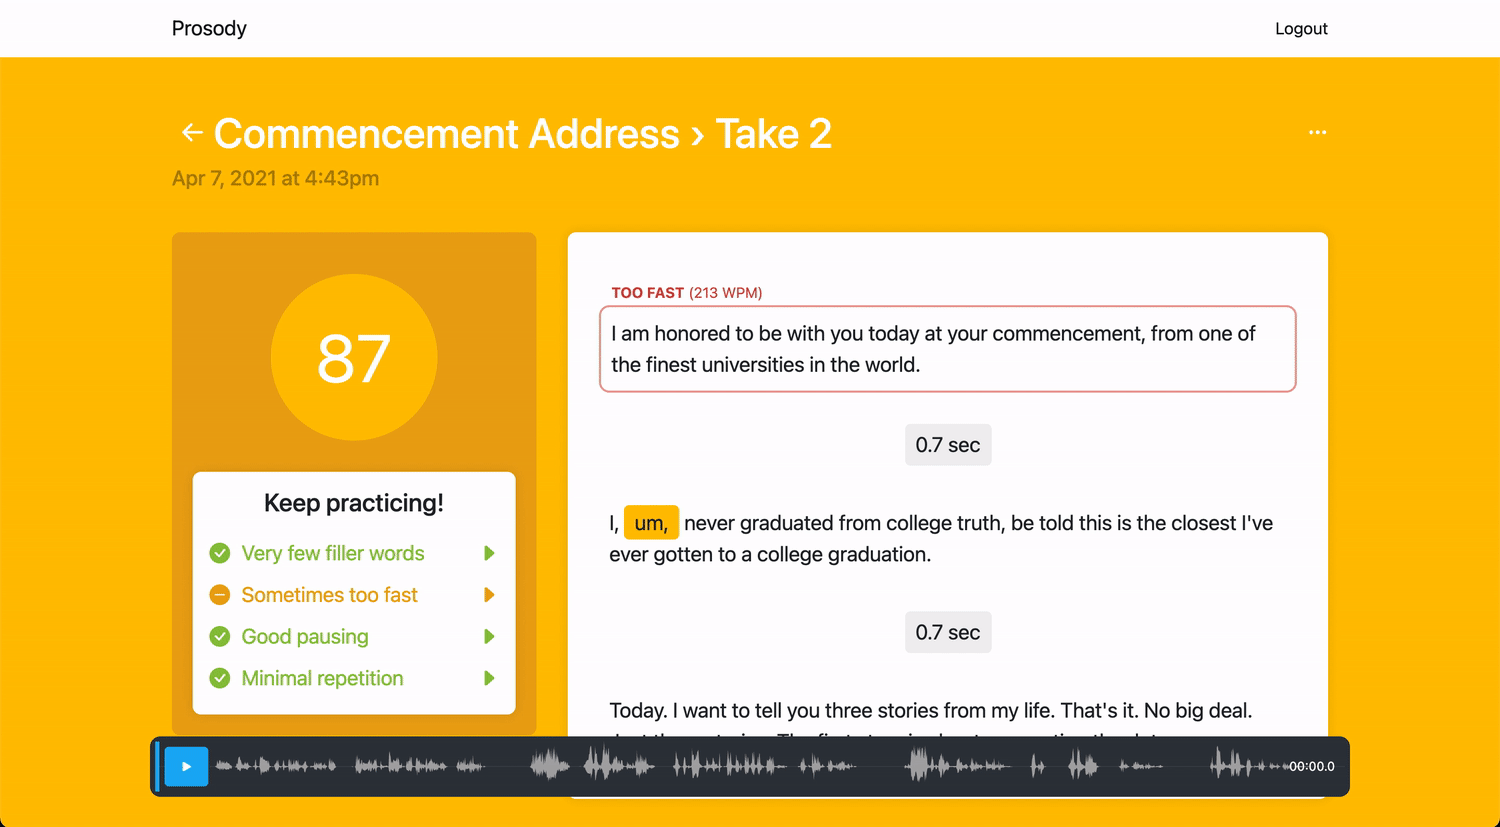 Prosody
Logout
← Commencement Address › Take 2
...
Apr 7, 2021 at 4:43pm
87
Keep practicing!
Very few filler words
Sometimes too fast
Good pausing
Minimal repetition
TOO FAST (213 WPM)
I am honored to be with you today at your commencement, from one of
the finest universities in the world.
0.7 sec
I, um, never graduated from college truth, be told this is the closest I've
ever gotten to a college graduation.
0.7 sec
Today. I want to tell you three stories from my life. That's it. No big deal.
00:00.0